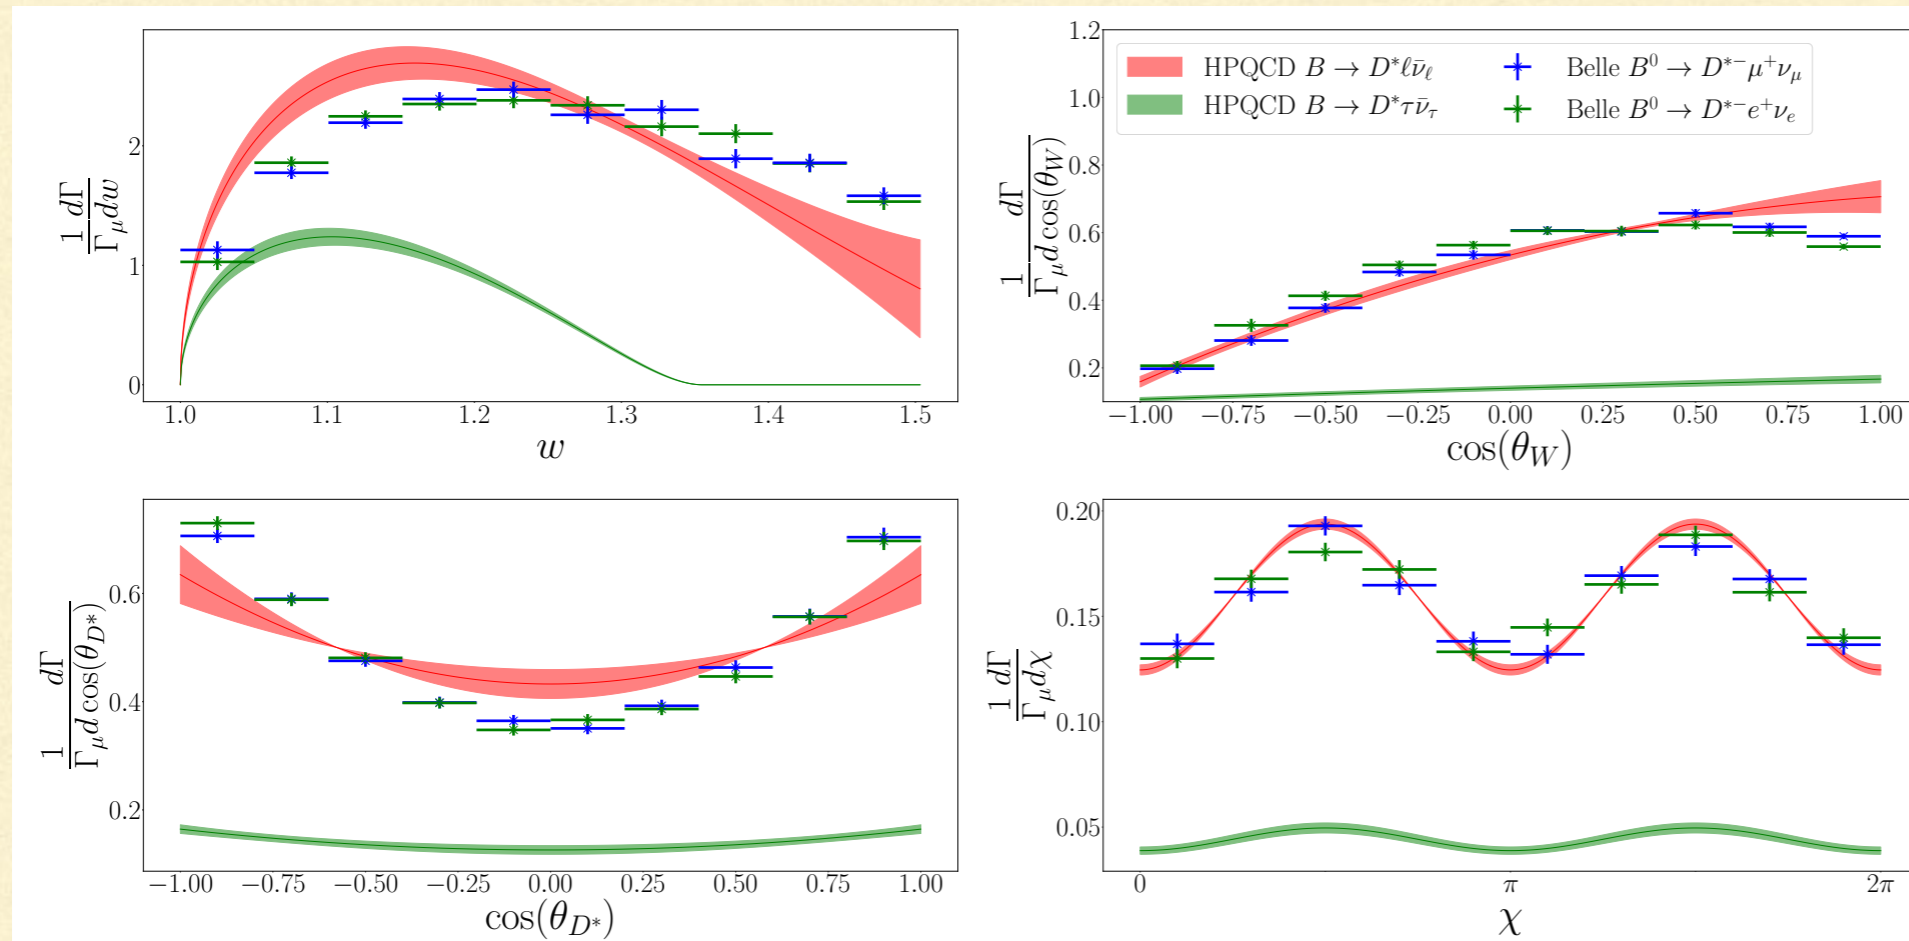 2
1
0
1.0 1.1 1.2 1.3 1.4 1.5
w
1/Γ_μ dΓ/dw
1.2
1.0
0.8
0.6
0.4
0.2
−1.00 −0.75 −0.50 −0.25 0.00 0.25 0.50 0.75 1.00
cos(θ_W)
1/Γ_μ dΓ/d cos(θ_W)
HPQCD B → D*ℓν̄_ℓ
HPQCD B → D*τν̄_τ
Belle B⁰ → D*⁻μ⁺ν_μ
Belle B⁰ → D*⁻e⁺ν_e
0.6
0.4
0.2
−1.00 −0.75 −0.50 −0.25 0.00 0.25 0.50 0.75 1.00
cos(θ_D*)
1/Γ_μ dΓ/d cos(θ_D*)
0.20
0.15
0.10
0.05
0 π 2π
χ
1/Γ_μ dΓ/dχ